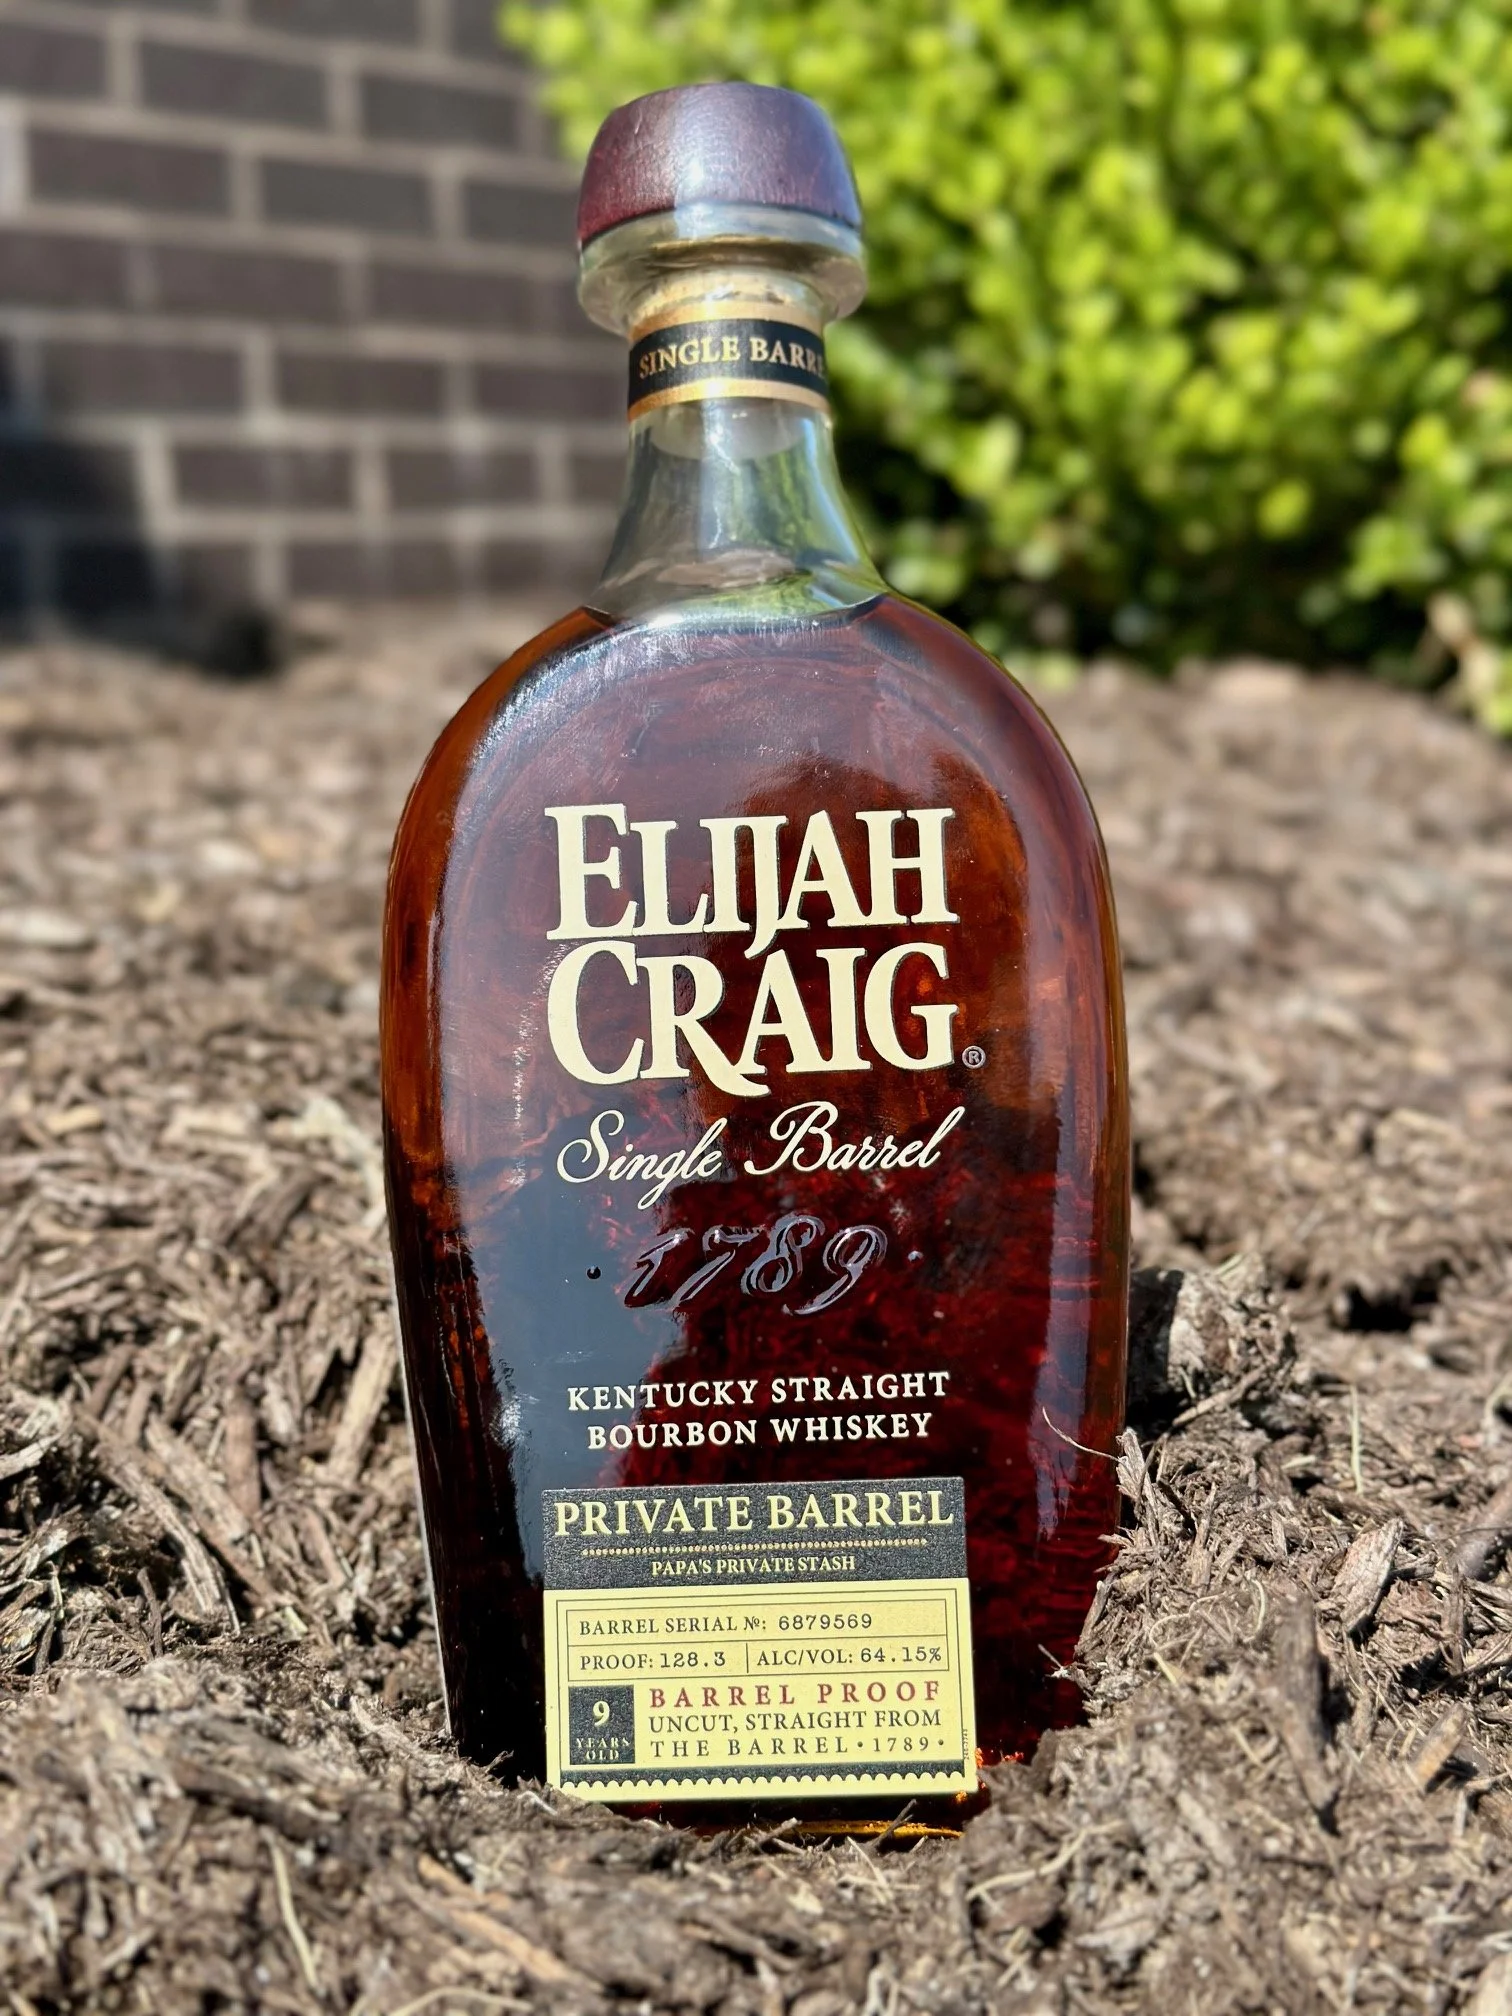 SINGLE BARRE
ELIJAH
CRAIG®
Single Barrel
· 1789 ·
KENTUCKY STRAIGHT
BOURBON WHISKEY
PRIVATE BARREL
PAPA'S PRIVATE STASH
BARREL SERIAL №: 6879569
PROOF: 128.3 ALC/VOL: 64.15%
9
YEARS
OLD
BARREL PROOF
UNCUT, STRAIGHT FROM
THE BARREL • 1789 •